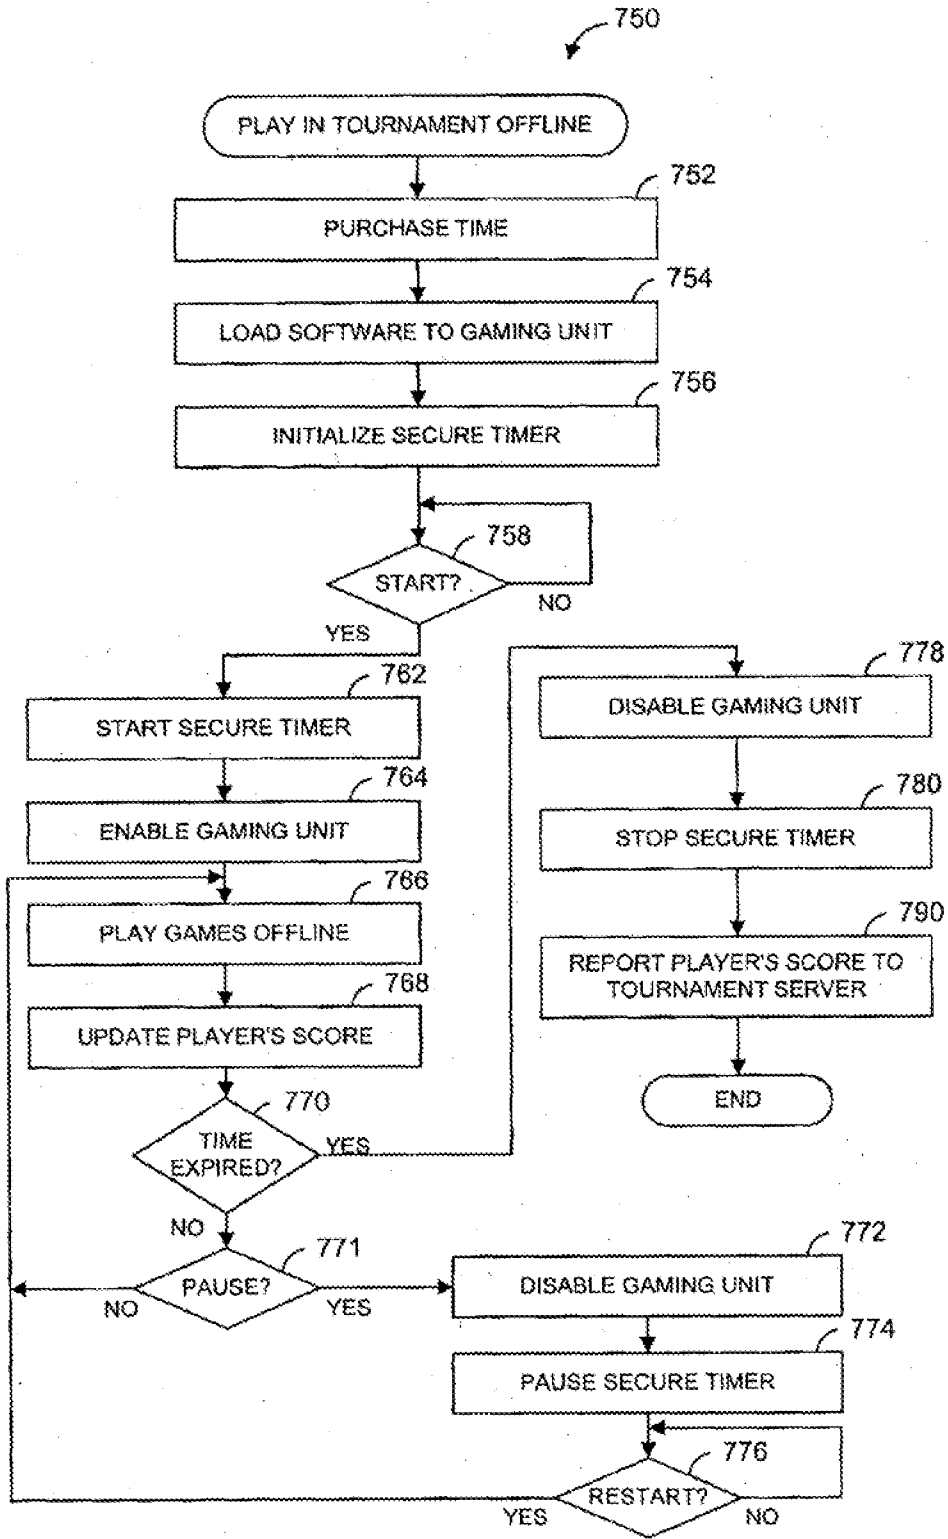 750
PLAY IN TOURNAMENT OFFLINE
752
PURCHASE TIME
754
LOAD SOFTWARE TO GAMING UNIT
756
INITIALIZE SECURE TIMER
758
START?
NO
YES
762
START SECURE TIMER
764
ENABLE GAMING UNIT
766
PLAY GAMES OFFLINE
768
UPDATE PLAYER'S SCORE
770
TIME
EXPIRED?
YES
NO
778
DISABLE GAMING UNIT
780
STOP SECURE TIMER
790
REPORT PLAYER'S SCORE TO
TOURNAMENT SERVER
END
771
PAUSE?
NO
YES
772
DISABLE GAMING UNIT
774
PAUSE SECURE TIMER
776
RESTART?
YES
NO